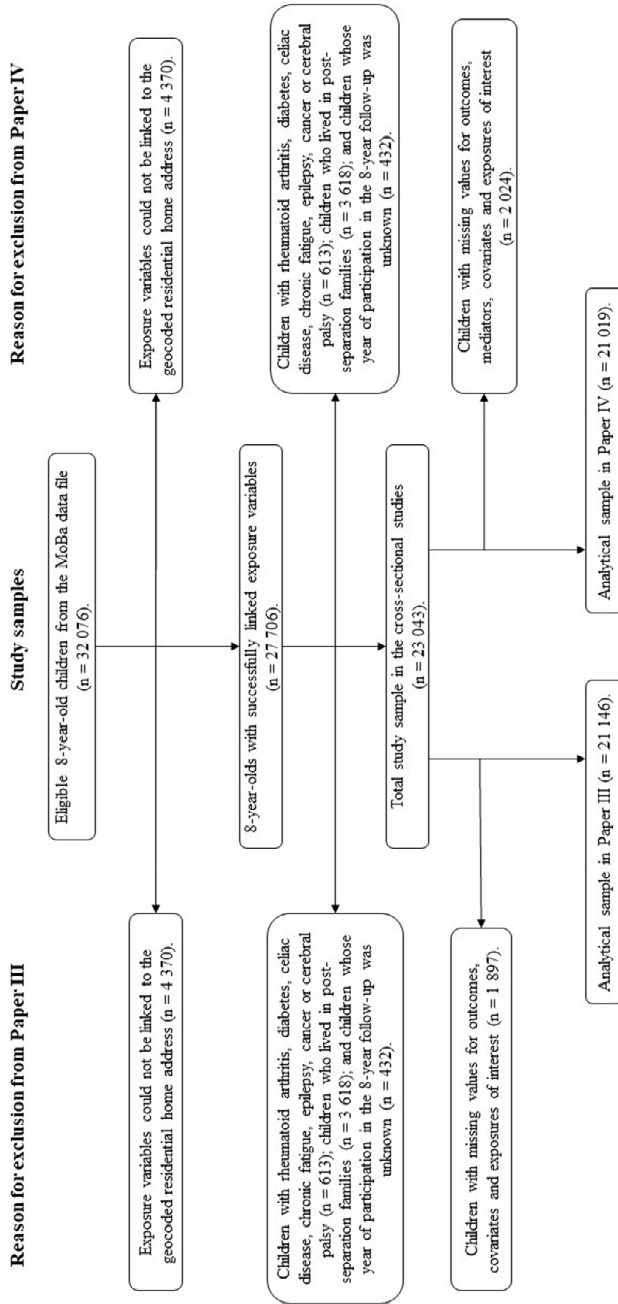 Reason for exclusion from Paper III
Study samples
Reason for exclusion from Paper IV
Eligible 8-year-old children from the MoBa data file
(n = 32 076).
Exposure variables could not be linked to the
geocoded residential home address (n = 4 370).
Exposure variables could not be linked to the
geocoded residential home address (n = 4 370).
8-year-olds with successfully linked exposure variables
(n = 27 706)
Children with rheumatoid arthritis, diabetes, celiac
disease, chronic fatigue, epilepsy, cancer or cerebral
palsy (n = 613); children who lived in post-
separation families (n = 3 618); and children whose
year of participation in the 8-year follow-up was
unknown (n = 432).
Children with rheumatoid arthritis, diabetes, celiac
disease, chronic fatigue, epilepsy, cancer or cerebral
palsy (n = 613); children who lived in post-
separation families (n = 3 618); and children whose
year of participation in the 8-year follow-up was
unknown (n = 432).
Total study sample in the cross-sectional studies
(n = 23 043)
Children with missing values for outcomes,
covariates and exposures of interest (n = 1 897).
Children with missing values for outcomes,
mediators, covariates and exposures of interest
(n = 2 024).
Analytical sample in Paper III (n = 21 146).
Analytical sample in Paper IV (n = 21 019).